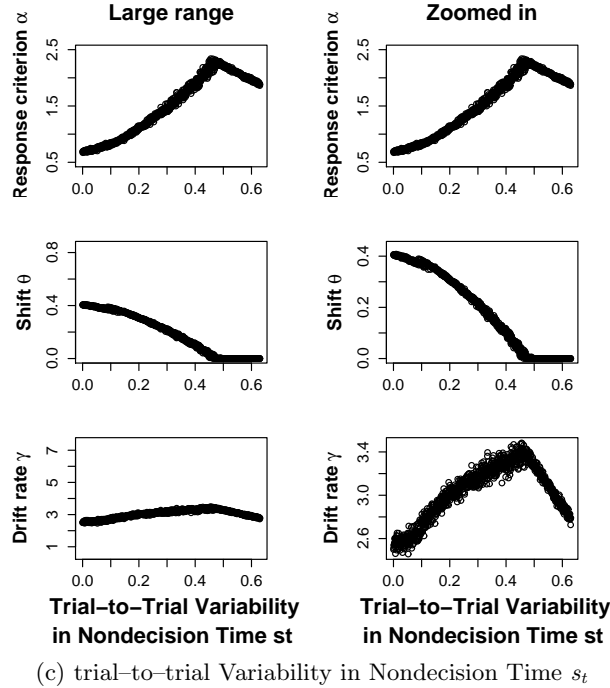 Large range
Zoomed in
Response criterion α
2.5
1.5
0.5
0.0 0.2 0.4 0.6
Response criterion α
2.5
1.5
0.5
0.0 0.2 0.4 0.6
Shift θ
0.8
0.4
0.0
0.0 0.2 0.4 0.6
Shift θ
0.4
0.2
0.0
0.0 0.2 0.4 0.6
Drift rate γ
7
5
3
1
0.0 0.2 0.4 0.6
Drift rate γ
3.4
3.0
2.6
0.0 0.2 0.4 0.6
Trial−to−Trial Variability
in Nondecision Time st
Trial−to−Trial Variability
in Nondecision Time st
(c) trial–to–trial Variability in Nondecision Time st